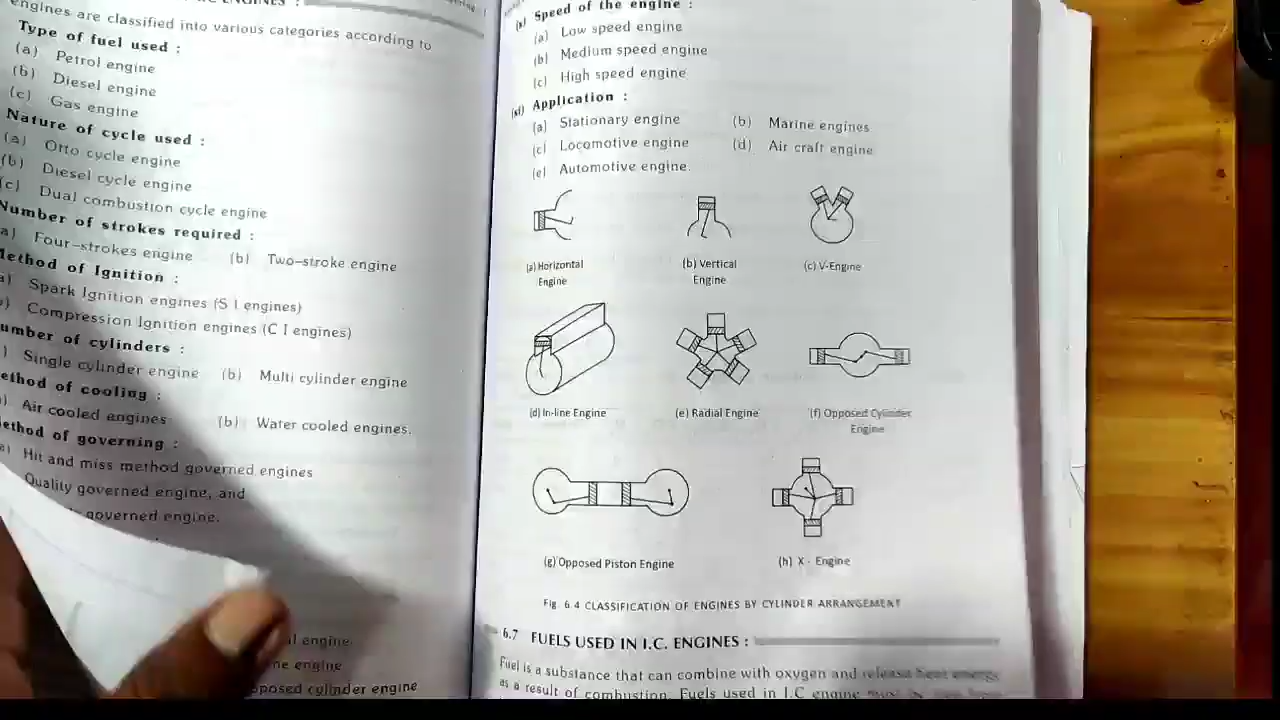 ENGINES :
engines are classified into various categories according to
Type of fuel used :
(a) Petrol engine
(b) Diesel engine
(c) Gas engine
Nature of cycle used :
(a) Otto cycle engine
(b) Diesel cycle engine
(c) Dual combustion cycle engine
Number of strokes required :
a) Four-strokes engine (b) Two-stroke engine
Method of Ignition :
a) Spark Ignition engines (S I engines)
) Compression Ignition engines (C I engines)
umber of cylinders :
) Single cylinder engine (b) Multi cylinder engine
ethod of cooling :
) Air cooled engines (b) Water cooled engines.
ethod of governing :
a) Hit and miss method governed engines
Quality governed engine, and
governed engine.
engine
engine
pposed cylinder engine
(x) Speed of the engine :
(a) Low speed engine
(b) Medium speed engine
(c) High speed engine
(xi) Application :
(a) Stationary engine (b) Marine engines
(c) Locomotive engine (d) Air craft engine
(e) Automotive engine.
(a) Horizontal Engine
(b) Vertical Engine
(c) V-Engine
(d) In-line Engine
(e) Radial Engine
(f) Opposed Cylinder Engine
(g) Opposed Piston Engine
(h) X - Engine
Fig 6.4 CLASSIFICATION OF ENGINES BY CYLINDER ARRANGEMENT
6.7 FUELS USED IN I.C. ENGINES :
Fuel is a substance that can combine with oxygen and release heat energy
as a result of combustion. Fuels used in I.C engine must be